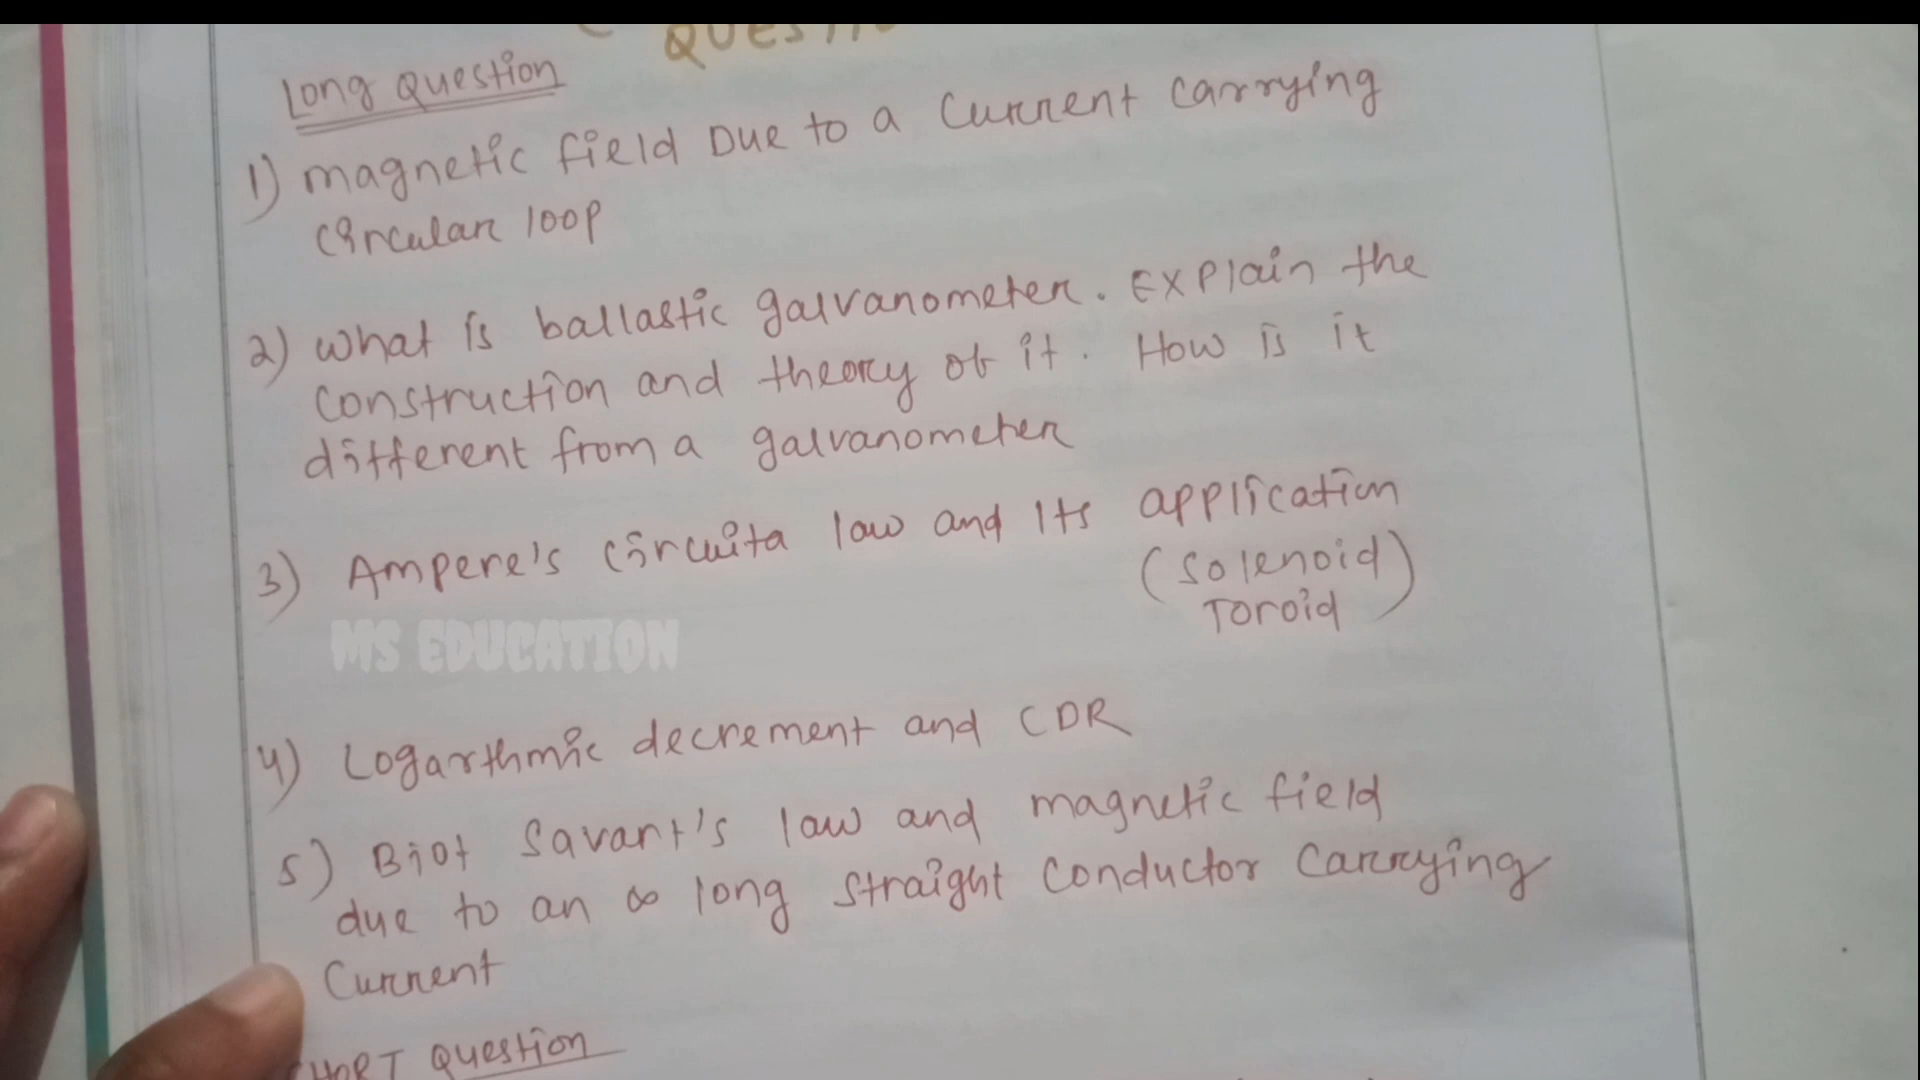 QUESTI
Long Question
1) magnetic field Due to a Current carrying
circular loop
2) what is ballastic galvanometer. Explain the
construction and theory of it. How is it
different from a galvanometer
3) Ampere's circuita law and Its application
(solenoid)
Toroid
MS EDUCATION
4) Logarthmic decrement and CDR
5) Biot Savart's law and magnetic field
due to an ∞ long straight conductor carrying
Current
SHORT Question